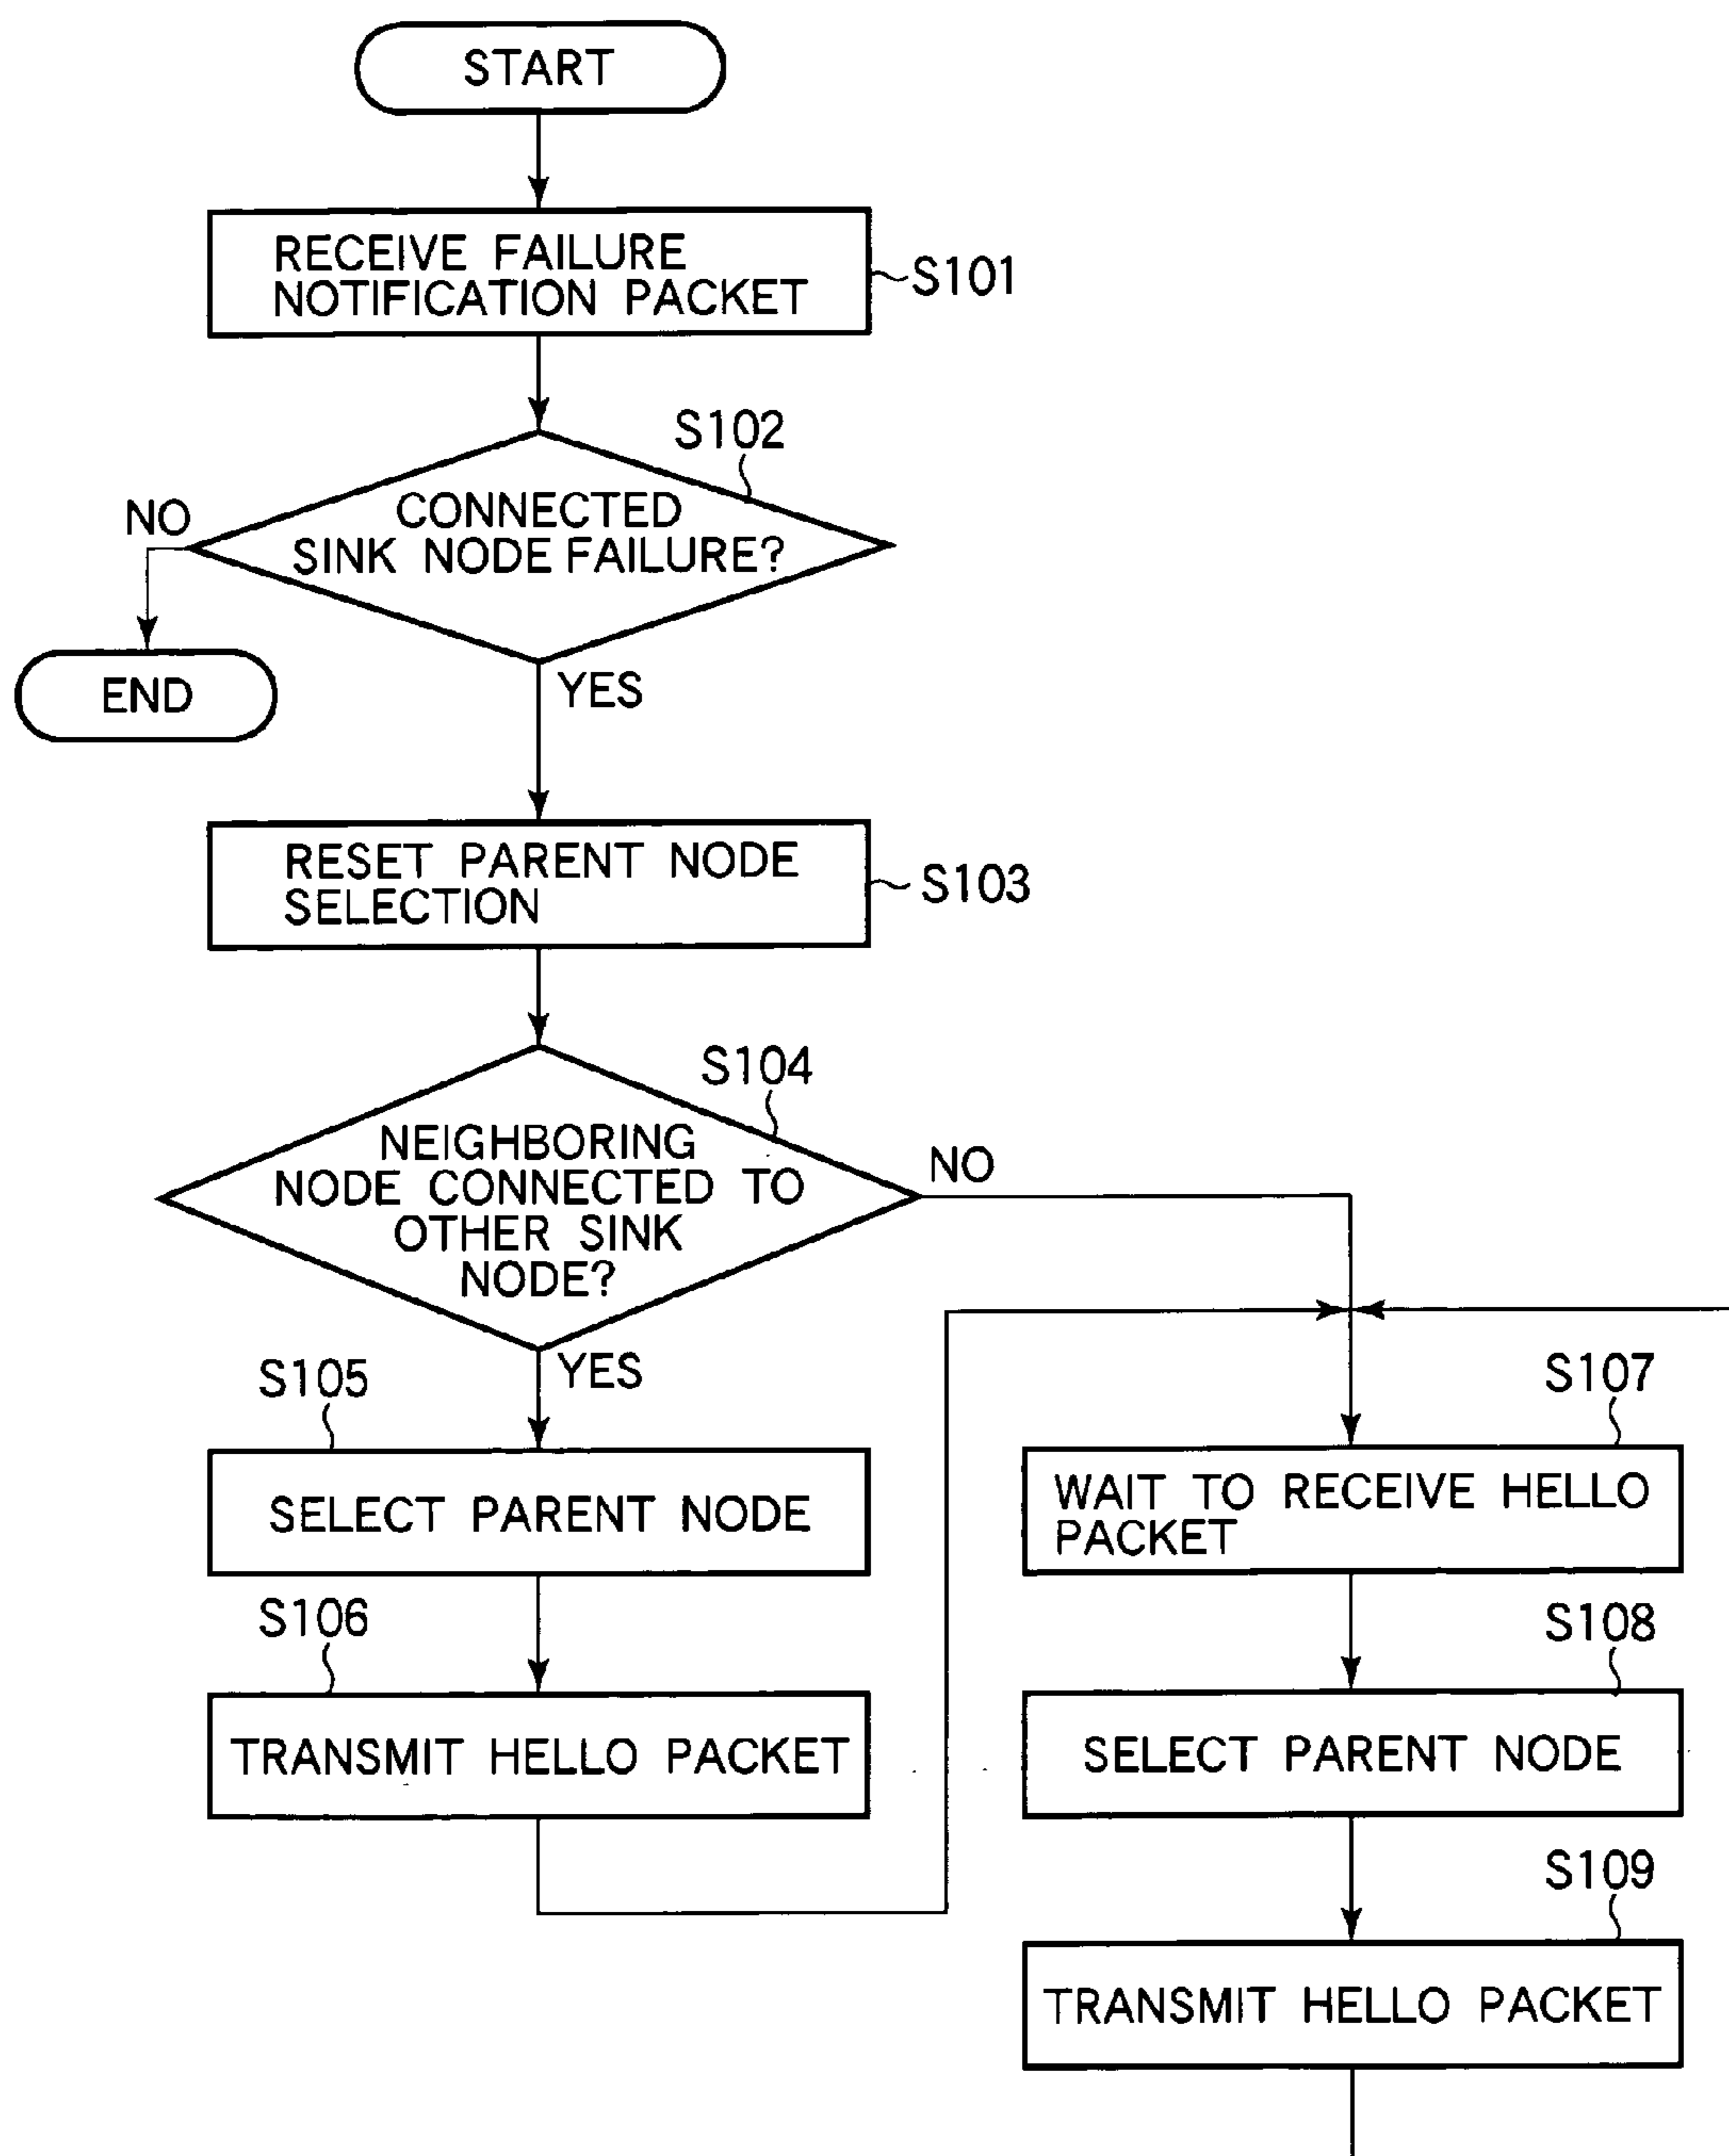 START
RECEIVE FAILURE
NOTIFICATION PACKET
S101
S102
CONNECTED
SINK NODE FAILURE?
NO
END
YES
RESET PARENT NODE
SELECTION
S103
S104
NEIGHBORING
NODE CONNECTED TO
OTHER SINK
NODE?
NO
YES
S105
SELECT PARENT NODE
S106
TRANSMIT HELLO PACKET
S107
WAIT TO RECEIVE HELLO
PACKET
S108
SELECT PARENT NODE
S109
TRANSMIT HELLO PACKET